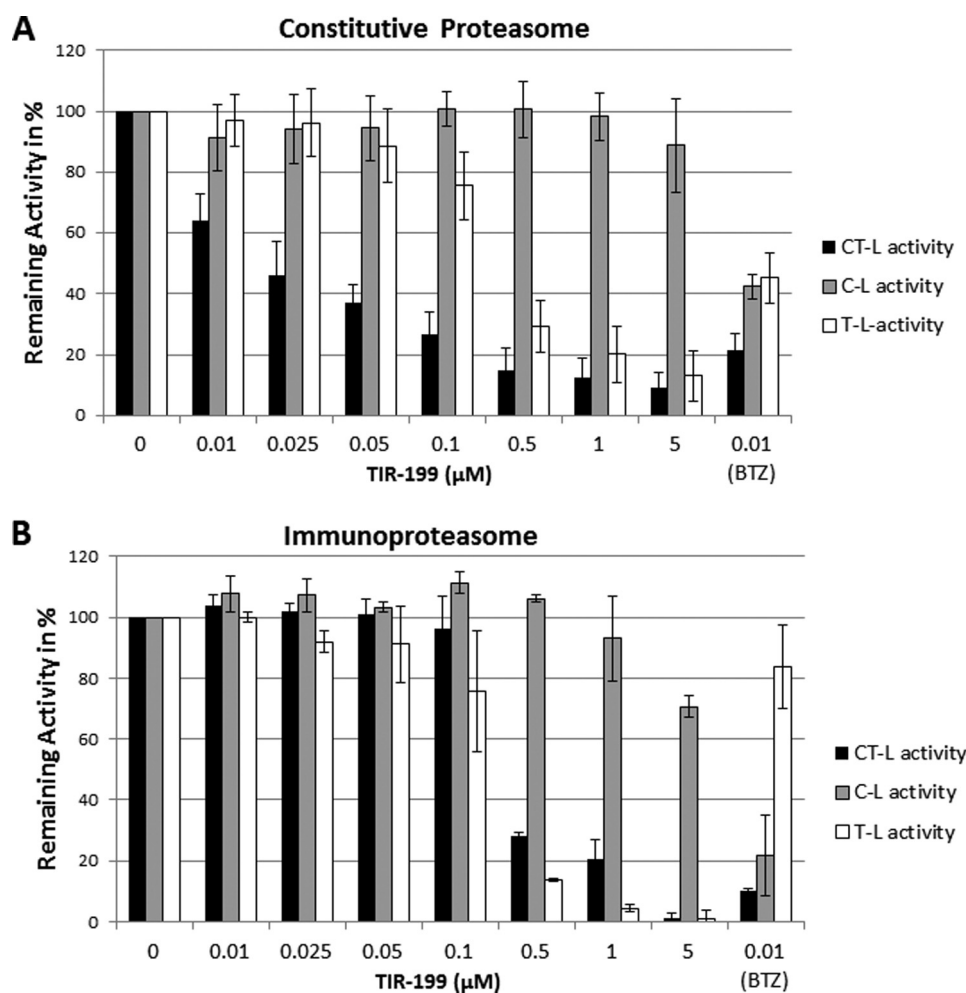 A
Constitutive Proteasome
Remaining Activity in %
120
100
80
60
40
20
0
0 0.01 0.025 0.05 0.1 0.5 1 5 0.01
TIR-199 (µM) (BTZ)
CT-L activity
C-L activity
T-L-activity
B
Immunoproteasome
Remaining Activity in %
120
100
80
60
40
20
0
0 0.01 0.025 0.05 0.1 0.5 1 5 0.01
TIR-199 (µM) (BTZ)
CT-L activity
C-L activity
T-L activity